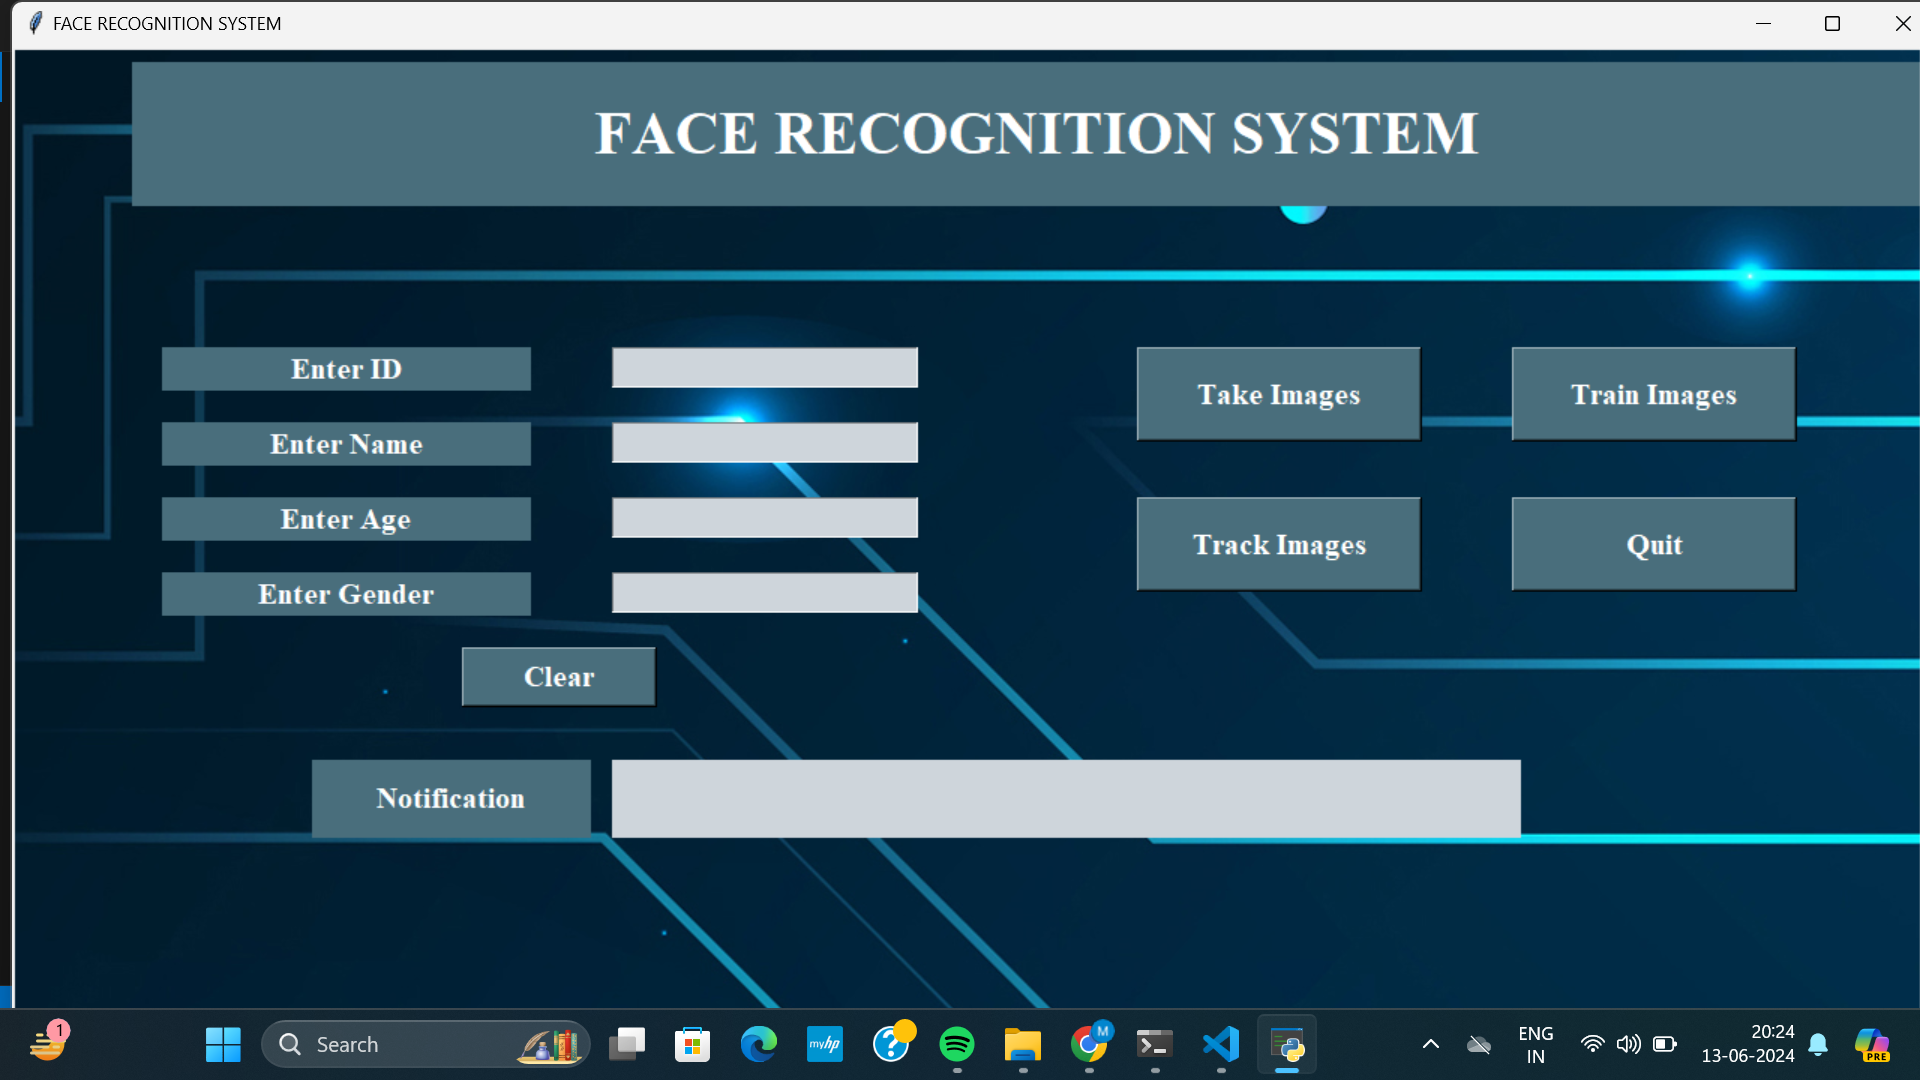 FACE RECOGNITION SYSTEM
FACE RECOGNITION SYSTEM
Enter ID
Take Images
Train Images
Enter Name
Enter Age
Track Images
Quit
Enter Gender
Clear
Notification
1
Search
myhp
?
M
ENG
IN
20:24
13-06-2024
PRE